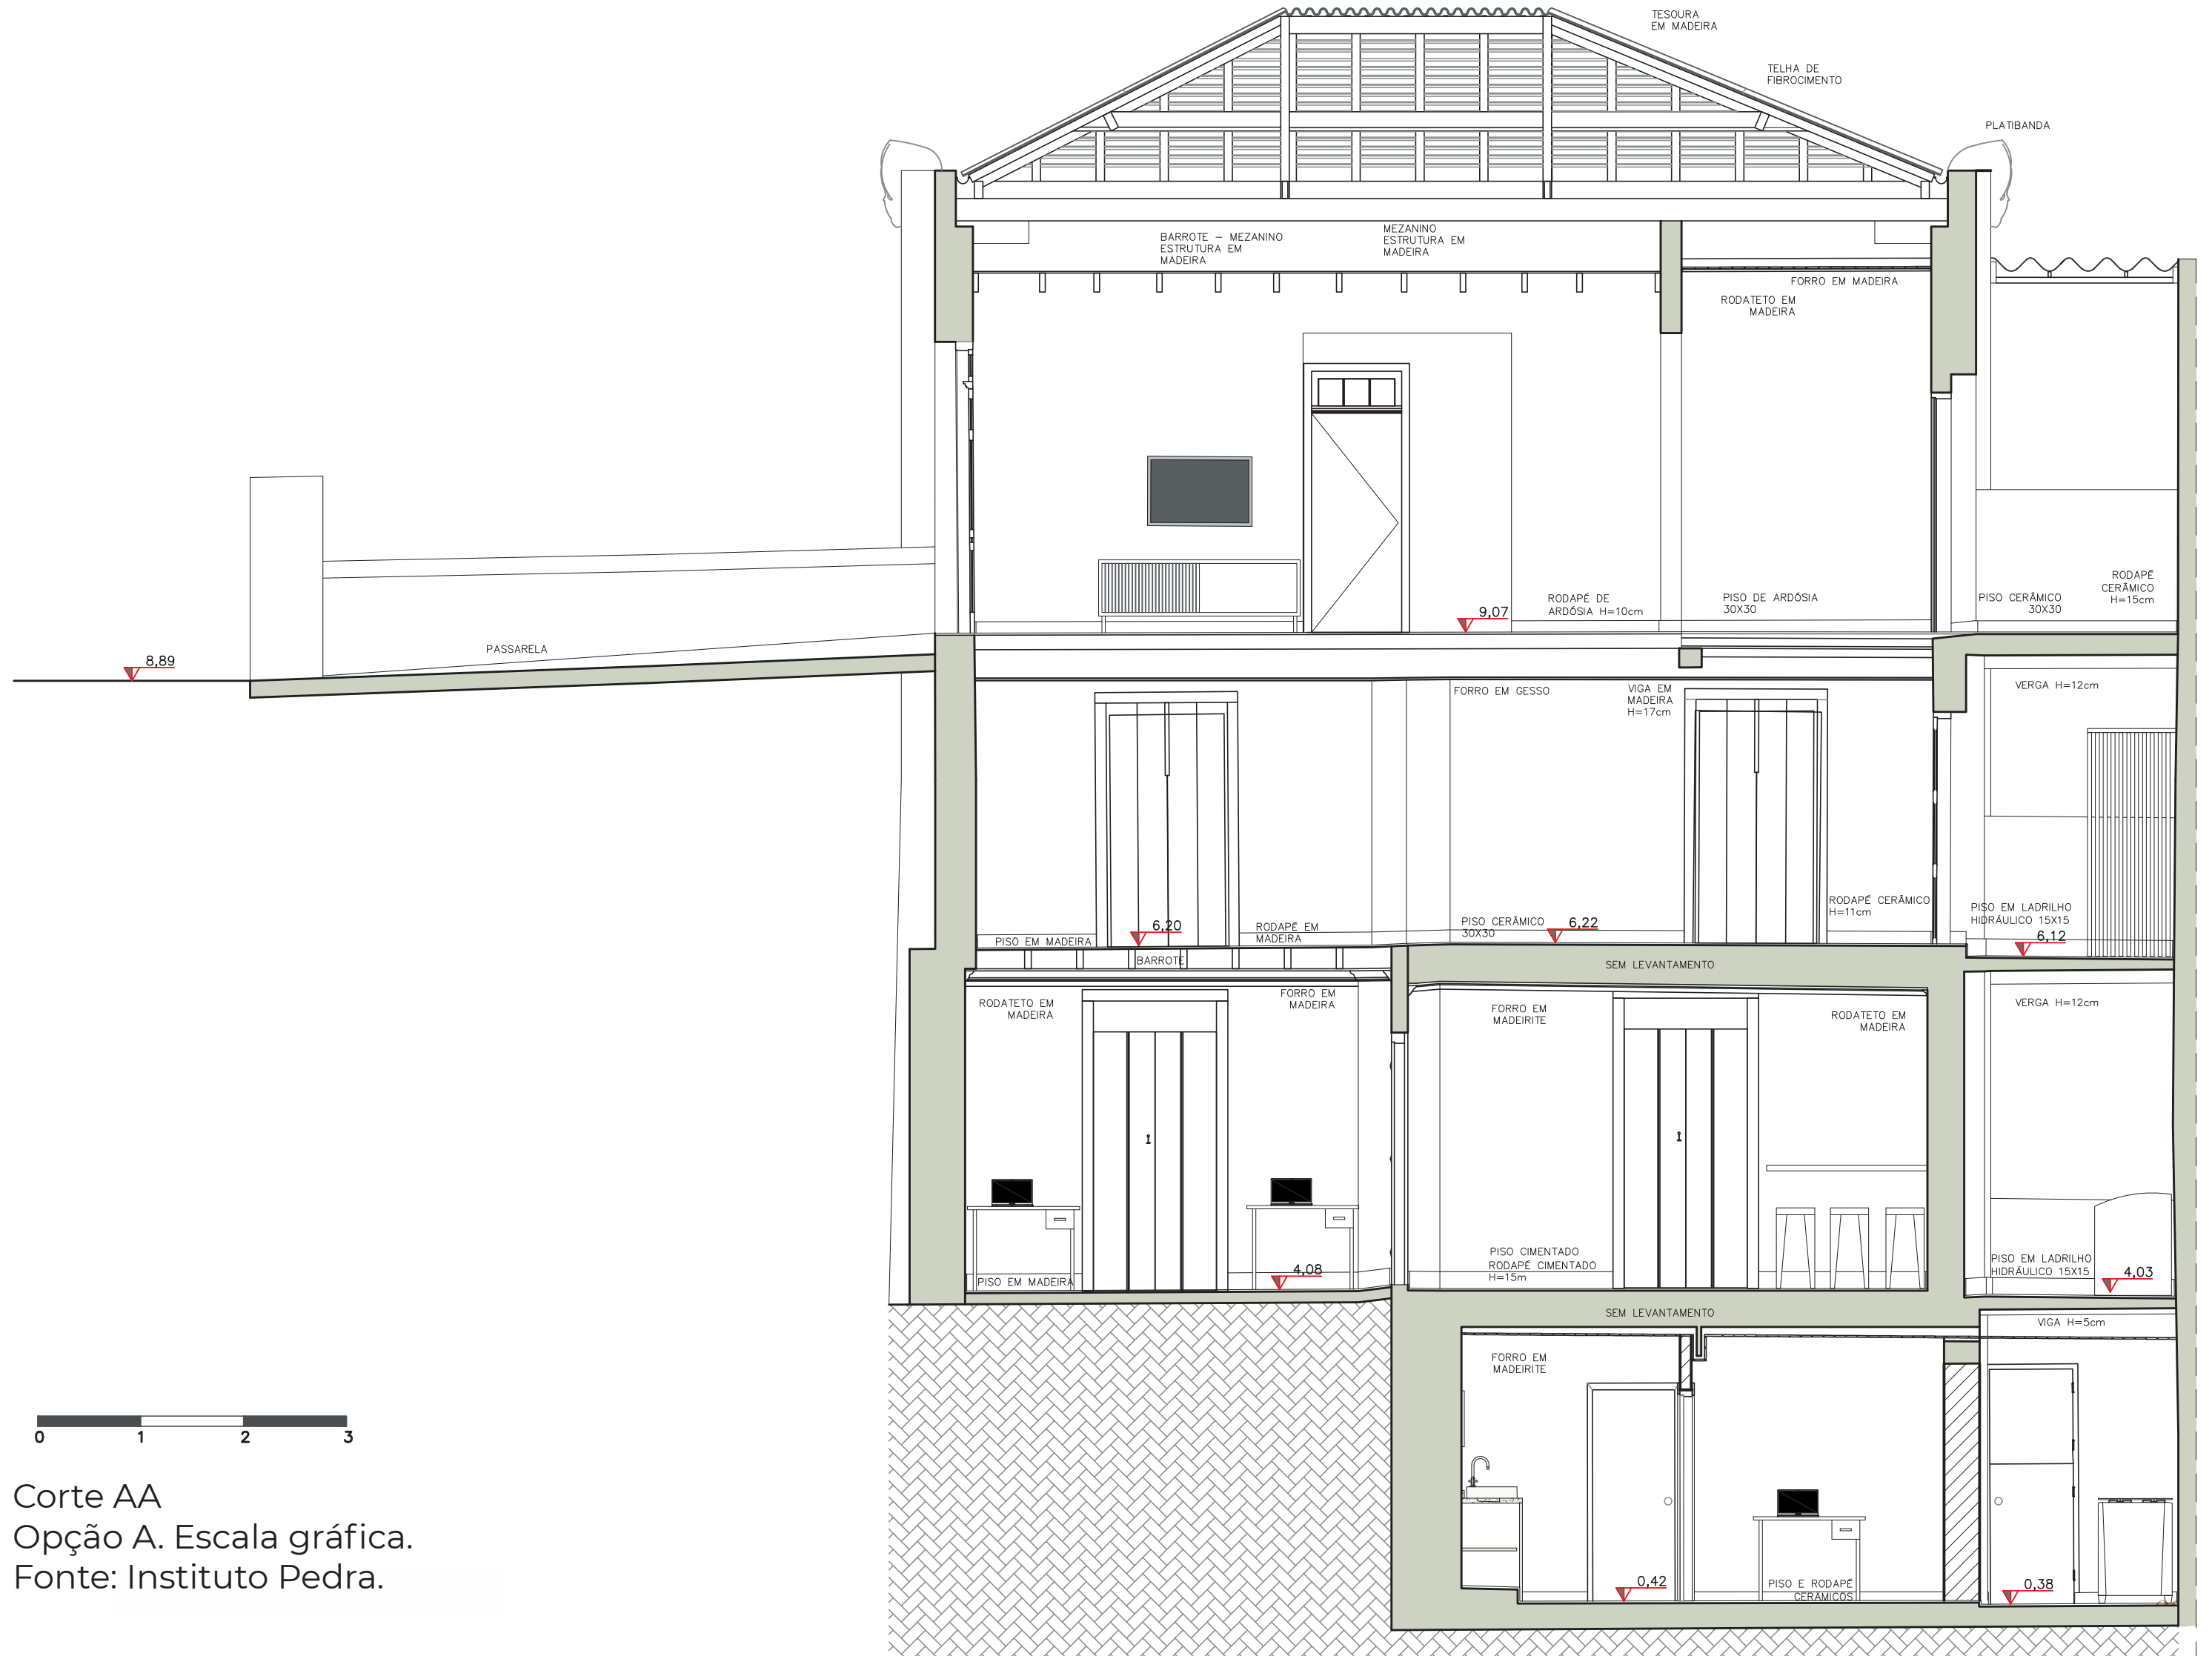 TESOURA
EM MADEIRA
TELHA DE
FIBROCIMENTO
PLATIBANDA
BARROTE – MEZANINO
ESTRUTURA EM
MADEIRA
MEZANINO
ESTRUTURA EM
MADEIRA
FORRO EM MADEIRA
RODATETO EM
MADEIRA
9,07
RODAPÉ DE
ARDÓSIA H=10cm
PISO DE ARDÓSIA
30X30
PISO CERÂMICO
30X30
RODAPÉ
CERÂMICO
H=15cm
8,89
PASSARELA
FORRO EM GESSO
VIGA EM
MADEIRA
H=17cm
VERGA H=12cm
PISO EM MADEIRA
6,20
RODAPÉ EM
MADEIRA
PISO CERÂMICO
30X30
6,22
RODAPÉ CERÂMICO
H=11cm
PISO EM LADRILHO
HIDRÁULICO 15X15
6,12
BARROTE
SEM LEVANTAMENTO
RODATETO EM
MADEIRA
FORRO EM
MADEIRA
FORRO EM
MADEIRITE
RODATETO EM
MADEIRA
VERGA H=12cm
PISO EM MADEIRA
4,08
PISO CIMENTADO
RODAPÉ CIMENTADO
H=15m
PISO EM LADRILHO
HIDRÁULICO 15X15
4,03
SEM LEVANTAMENTO
VIGA H=5cm
FORRO EM
MADEIRITE
0,42
PISO E RODAPÉ
CERÂMICOS
0,38
0 1 2 3
Corte AA
Opção A. Escala gráfica.
Fonte: Instituto Pedra.